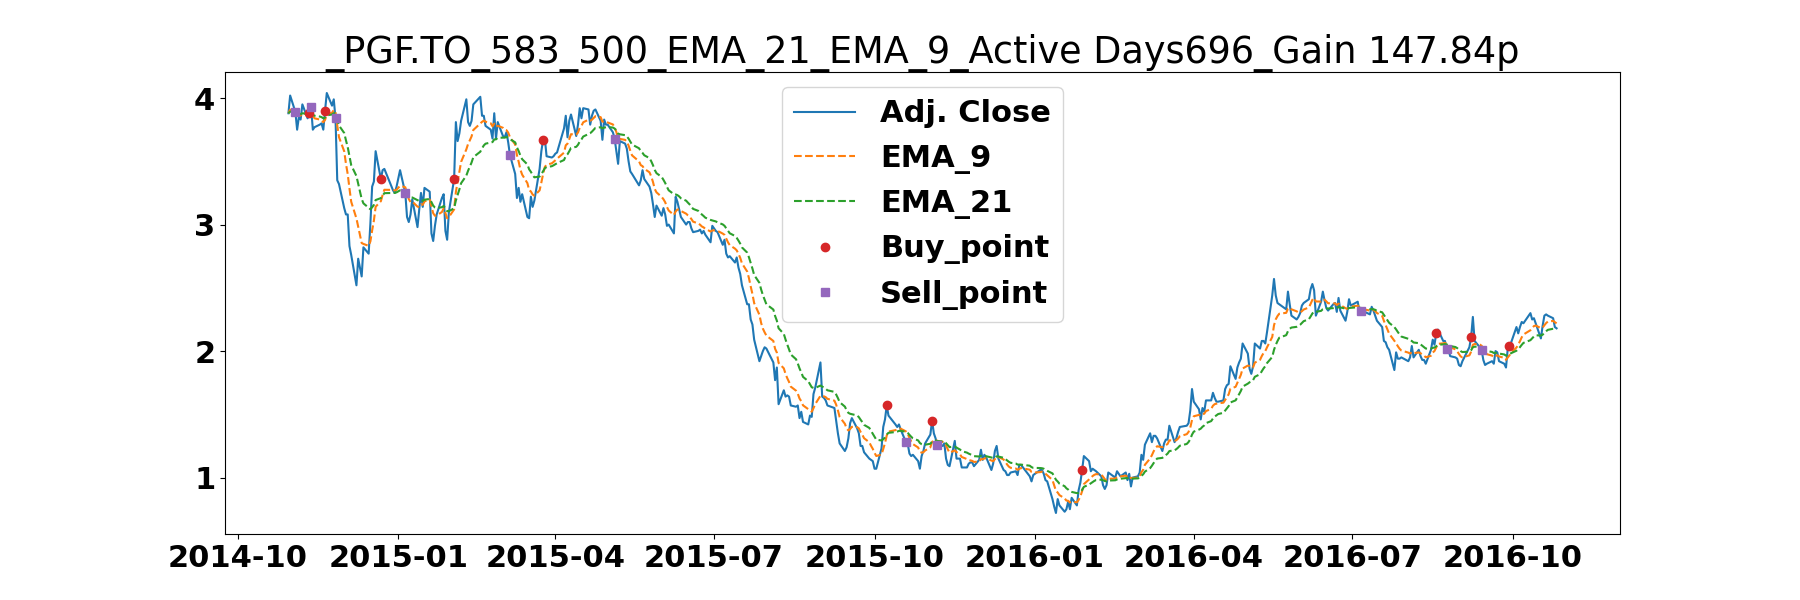 _PGF.TO_583_500_EMA_21_EMA_9_Active Days696_Gain 147.84p
4
3
2
1
Adj. Close
EMA_9
EMA_21
Buy_point
Sell_point
2014-10 2015-01 2015-04 2015-07 2015-10 2016-01 2016-04 2016-07 2016-10